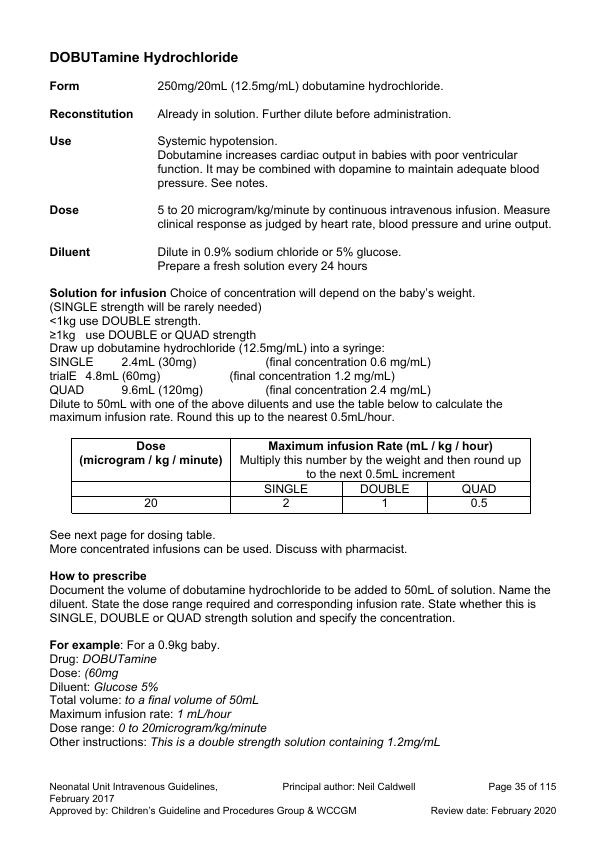 DOBUTamine Hydrochloride
Form 250mg/20mL (12.5mg/mL) dobutamine hydrochloride.
Reconstitution Already in solution. Further dilute before administration.
Use Systemic hypotension.
Dobutamine increases cardiac output in babies with poor ventricular
function. It may be combined with dopamine to maintain adequate blood
pressure. See notes.
Dose 5 to 20 microgram/kg/minute by continuous intravenous infusion. Measure
clinical response as judged by heart rate, blood pressure and urine output.
Diluent Dilute in 0.9% sodium chloride or 5% glucose.
Prepare a fresh solution every 24 hours
Solution for infusion Choice of concentration will depend on the baby's weight.
(SINGLE strength will be rarely needed)
<1kg use DOUBLE strength.
≥1kg use DOUBLE or QUAD strength
Draw up dobutamine hydrochloride (12.5mg/mL) into a syringe:
SINGLE 2.4mL (30mg) (final concentration 0.6 mg/mL)
trialE 4.8mL (60mg) (final concentration 1.2 mg/mL)
QUAD 9.6mL (120mg) (final concentration 2.4 mg/mL)
Dilute to 50mL with one of the above diluents and use the table below to calculate the
maximum infusion rate. Round this up to the nearest 0.5mL/hour.
Dose Maximum infusion Rate (mL / kg / hour)
(microgram / kg / minute) Multiply this number by the weight and then round up
to the next 0.5mL increment
SINGLE DOUBLE QUAD
20 2 1 0.5
See next page for dosing table.
More concentrated infusions can be used. Discuss with pharmacist.
How to prescribe
Document the volume of dobutamine hydrochloride to be added to 50mL of solution. Name the
diluent. State the dose range required and corresponding infusion rate. State whether this is
SINGLE, DOUBLE or QUAD strength solution and specify the concentration.
For example: For a 0.9kg baby.
Drug: DOBUTamine
Dose: (60mg
Diluent: Glucose 5%
Total volume: to a final volume of 50mL
Maximum infusion rate: 1 mL/hour
Dose range: 0 to 20microgram/kg/minute
Other instructions: This is a double strength solution containing 1.2mg/mL
Neonatal Unit Intravenous Guidelines, Principal author: Neil Caldwell Page 35 of 115
February 2017
Approved by: Children's Guideline and Procedures Group & WCCGM Review date: February 2020